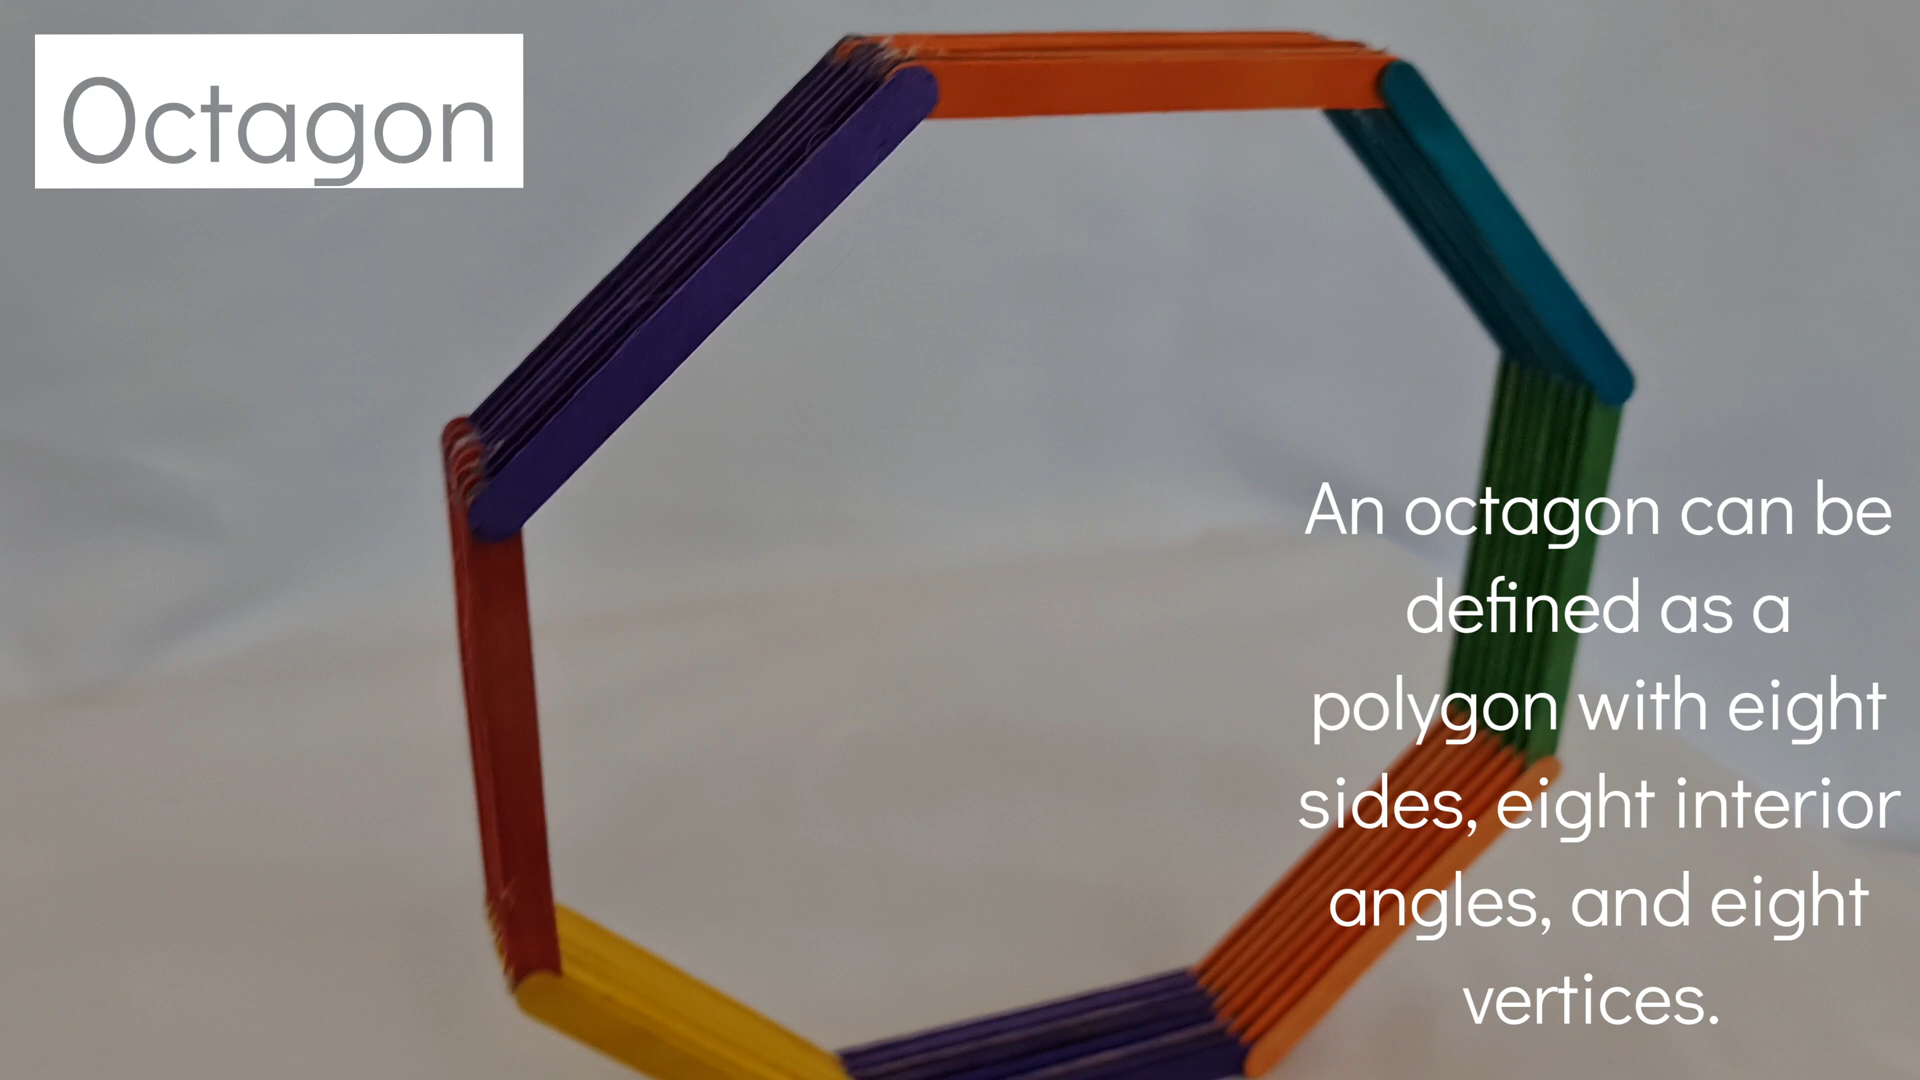 Octagon
An octagon can be
defined as a
polygon with eight
sides, eight interior
angles, and eight
vertices.